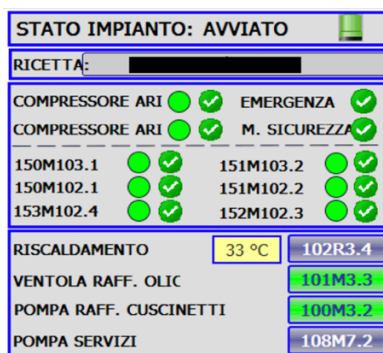 STATO IMPIANTO: AVVIATO
RICETTA:
COMPRESSORE ARI EMERGENZA
COMPRESSORE ARI M. SICUREZZA
150M103.1 151M103.2
150M102.1 151M102.2
153M102.4 152M102.3
RISCALDAMENTO 33 °C 102R3.4
VENTOLA RAFF. OLIC 101M3.3
POMPA RAFF. CUSCINETTI 100M3.2
POMPA SERVIZI 108M7.2